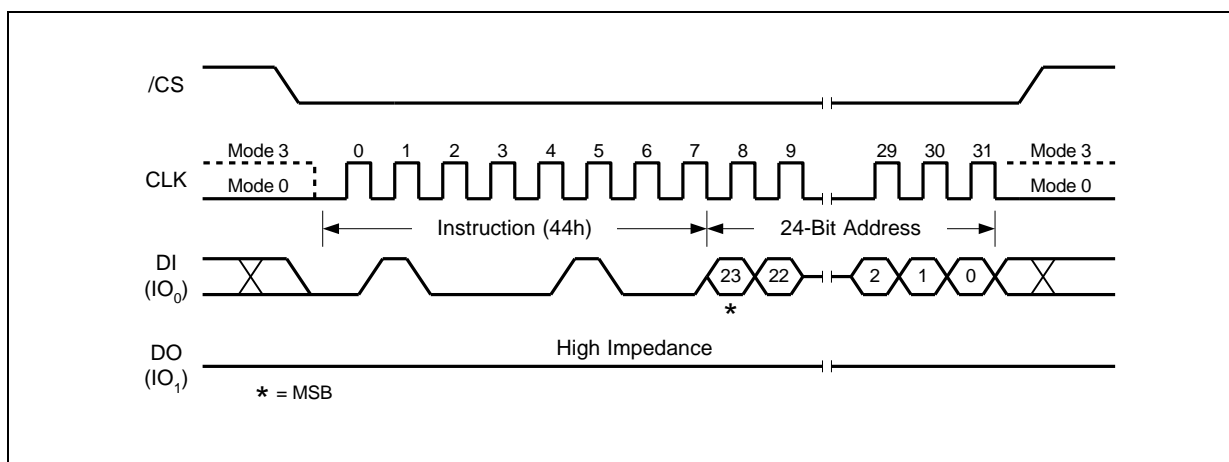 /CS
Mode 3 0 1 2 3 4 5 6 7 8 9 29 30 31 Mode 3
CLK
Mode 0 Mode 0
Instruction (44h) 24-Bit Address
DI
(IO0)
23 22 2 1 0
*
DO
(IO1)
High Impedance
* = MSB